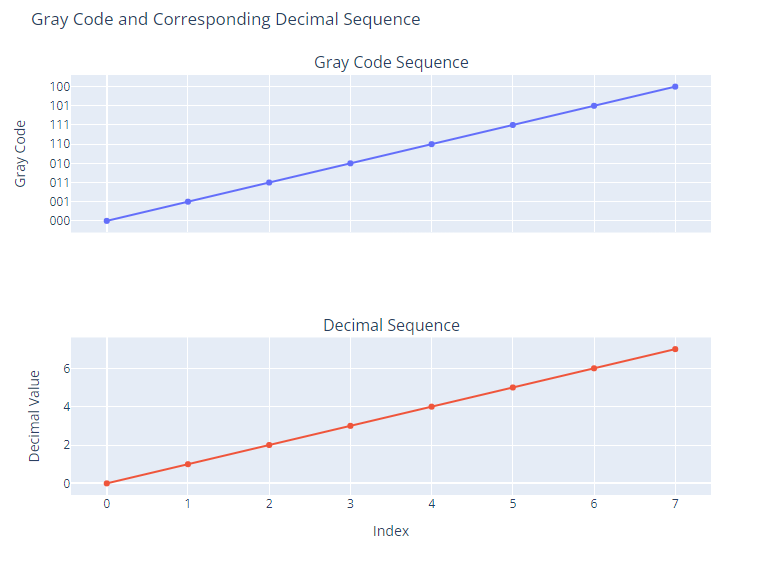 Gray Code and Corresponding Decimal Sequence
Gray Code Sequence
Gray Code
100
101
111
110
010
011
001
000
Decimal Sequence
Decimal Value
6
4
2
0
0 1 2 3 4 5 6 7
Index